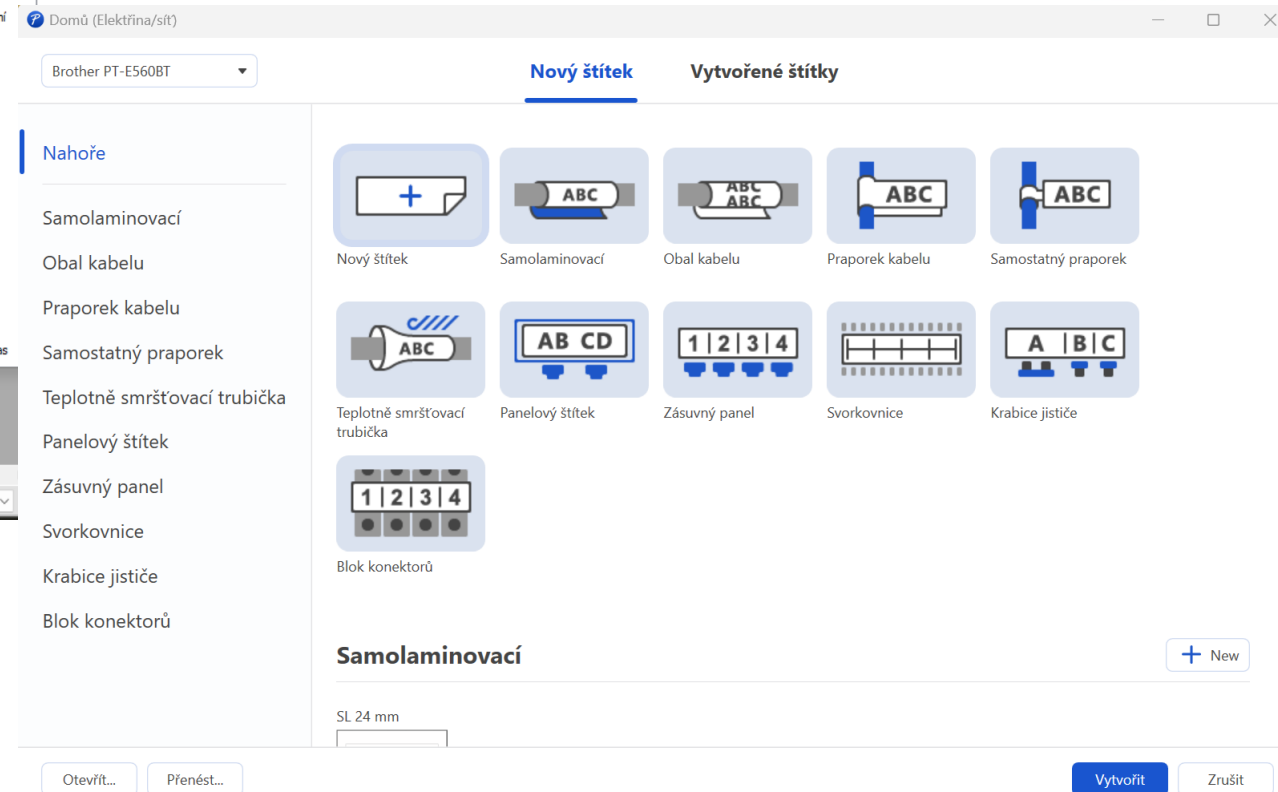 ní
Domů (Elektřina/síť)
Brother PT-E560BT
Nový štítek
Vytvořené štítky
Nahoře
Samolaminovací
Obal kabelu
Praporek kabelu
Samostatný praporek
Teplotně smršťovací trubička
Panelový štítek
Zásuvný panel
Svorkovnice
Krabice jističe
Blok konektorů
as
ABC
ABC
ABC
ABC
ABC
Nový štítek
Samolaminovací
Obal kabelu
Praporek kabelu
Samostatný praporek
ABC
AB CD
1|2|3|4
A |B|C
Teplotně smršťovací
trubička
Panelový štítek
Zásuvný panel
Svorkovnice
Krabice jističe
1|2|3|4
Blok konektorů
Samolaminovací
New
SL 24 mm
Otevřít...
Přenést...
Vytvořit
Zrušit